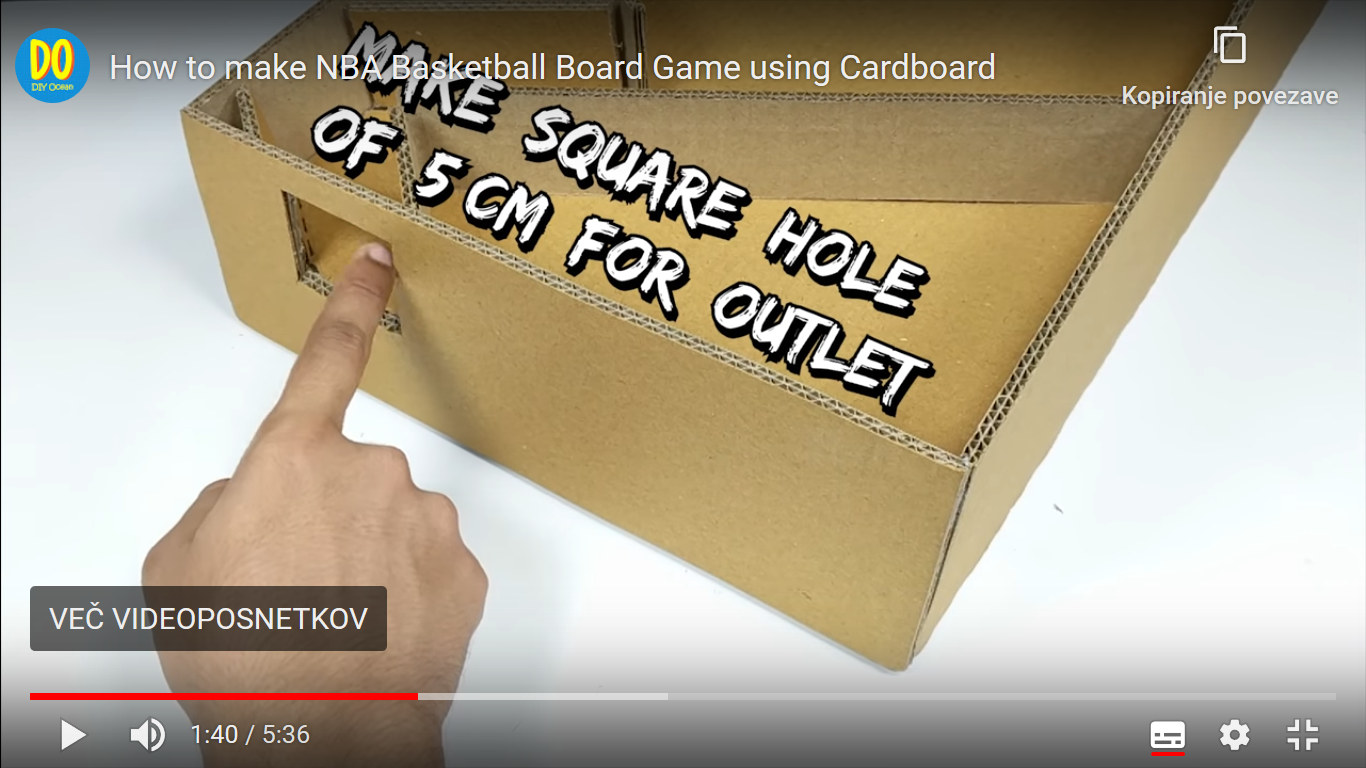 DO
DIY Ocean
How to make NBA Basketball Board Game using Cardboard
Kopiranje povezave
MAKE SQUARE HOLE
OF 5 CM FOR OUTLET
VEČ VIDEOPOSNETKOV
1:40 / 5:36